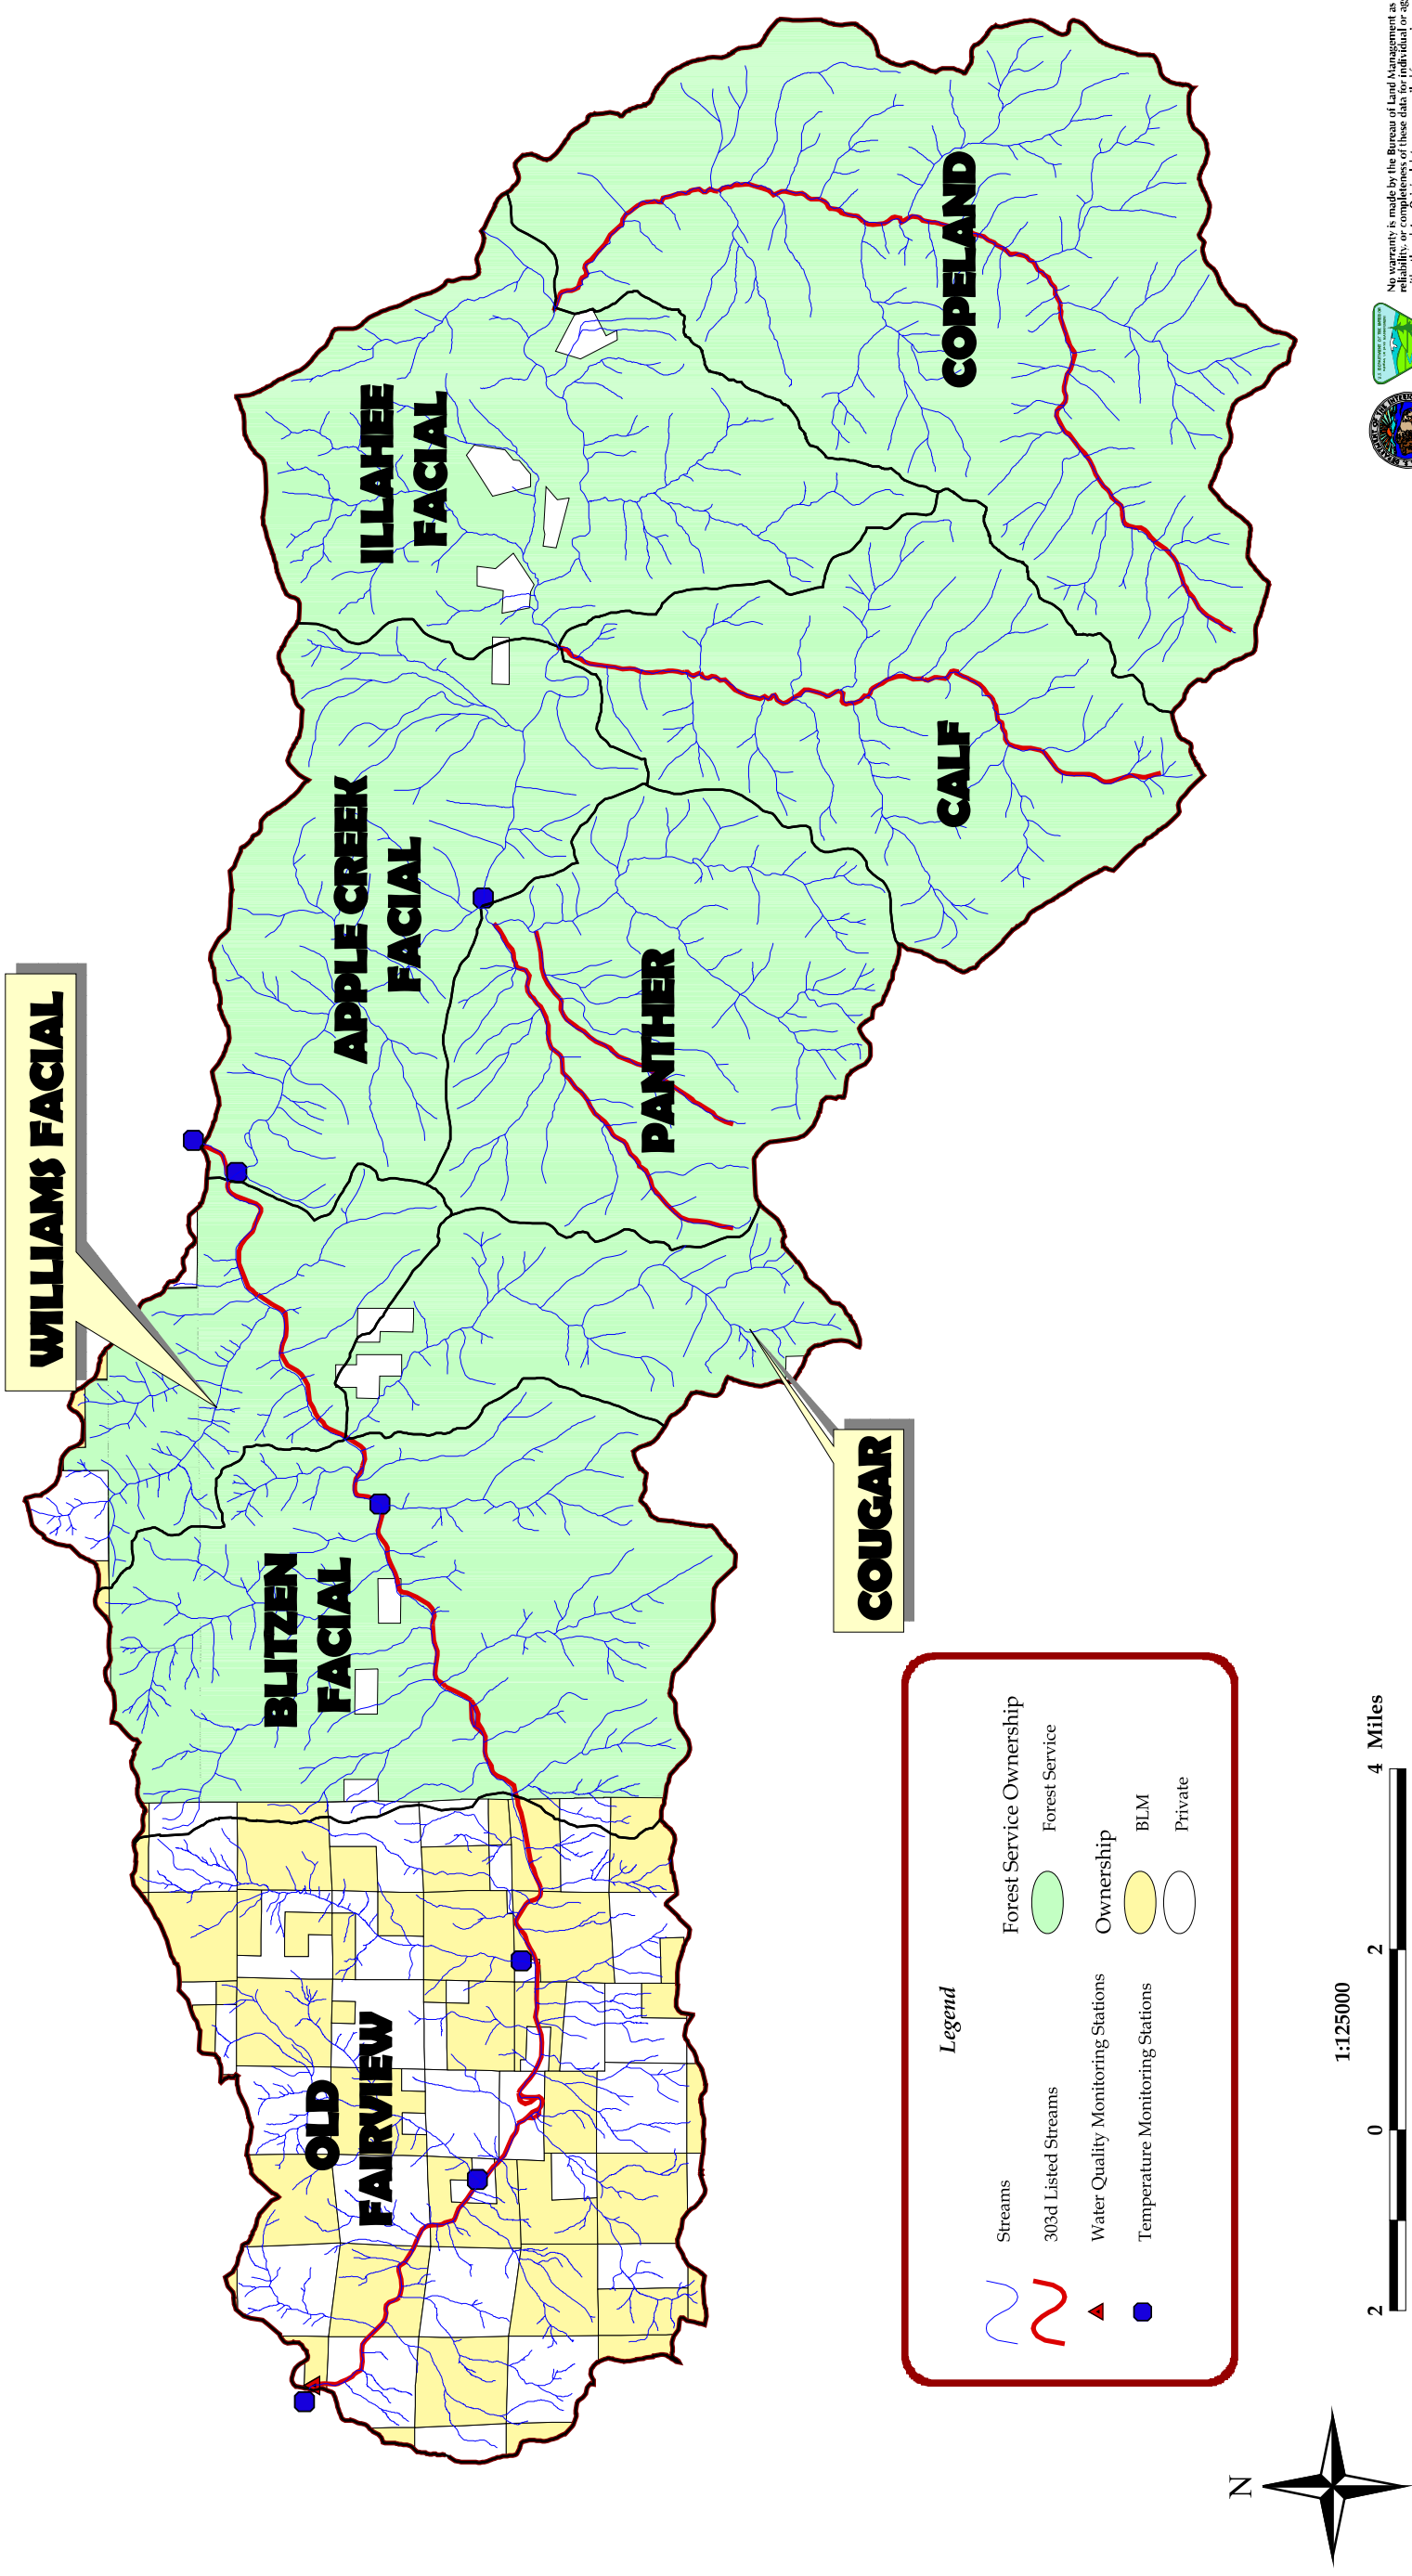 WILLIAMS FACIAL
OLD
FAIRVIEW
BLITZEN
FACIAL
APPLE CREEK
FACIAL
ILLAHEE
FACIAL
PANTHER
COUGAR
CALF
COPELAND
Legend
Streams
303d Listed Streams
Water Quality Monitoring Stations
Temperature Monitoring Stations
Forest Service Ownership
Forest Service
Ownership
BLM
Private
N
1:125000
2 0 2 4 Miles
No warranty is made by the Bureau of Land Management as
reliability, or completeness of these data for individual or ag